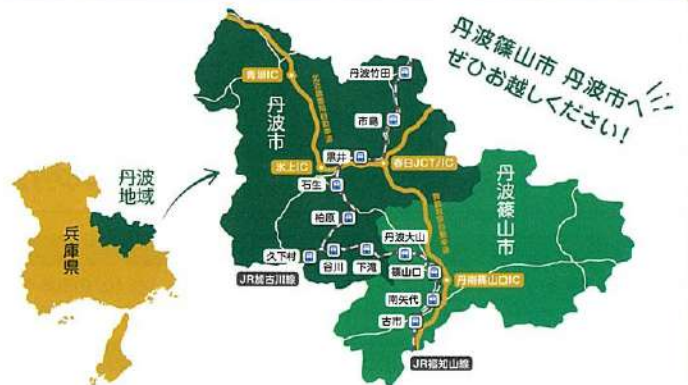 丹波篠山市 丹波市へ
ぜひお越しください!
丹波竹田
青垣IC
市島
丹波市
黒井
氷上IC
春日JCT/IC
石生
丹波地域
丹波篠山市
柏原
兵庫県
丹波大山
久下村
谷川
下滝
篠山口
JR加古川線
丹南篠山口IC
南矢代
古市
JR福知山線